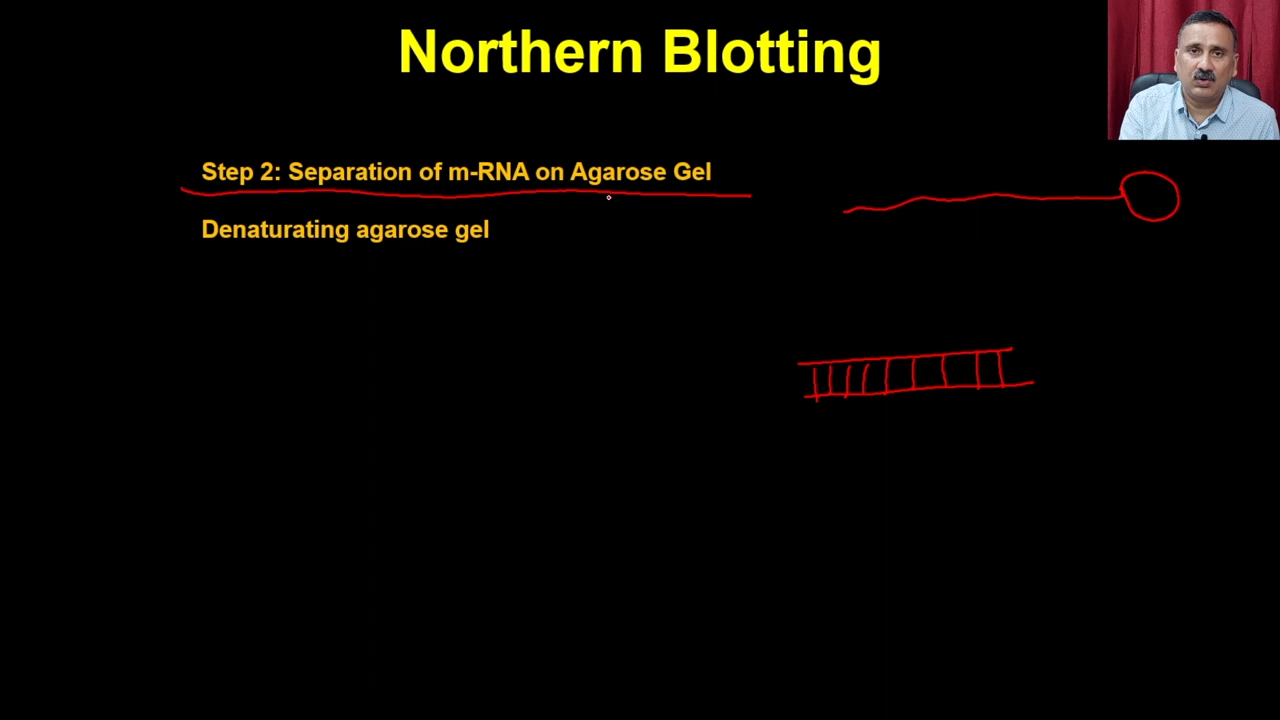 Northern Blotting
Step 2: Separation of m-RNA on Agarose Gel
Denaturating agarose gel